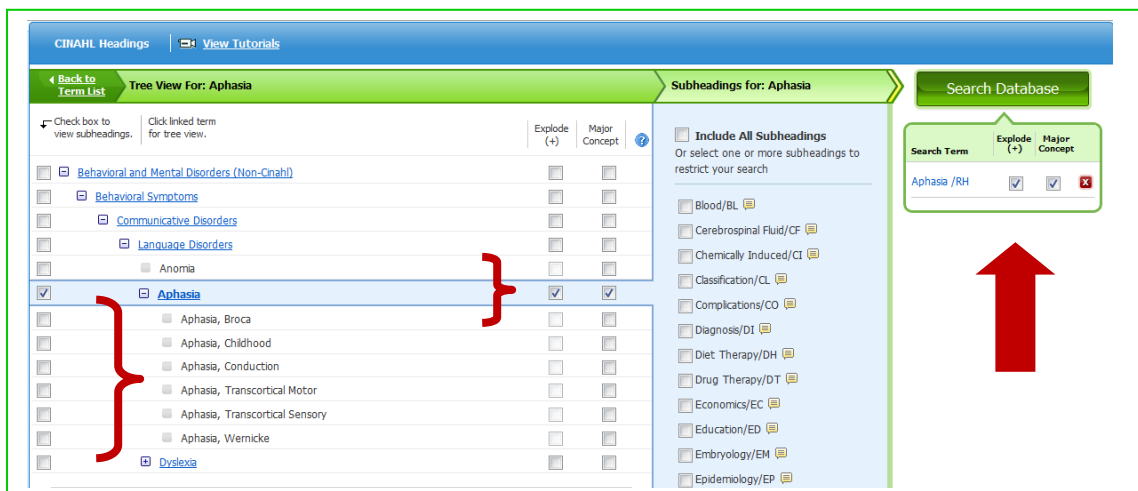 CINAHL Headings View Tutorials
Back to
Term List
Tree View For: Aphasia
Subheadings for: Aphasia
Search Database
Check box to
view subheadings.
Click linked term
for tree view.
Explode
(+)
Major
Concept
?
Include All Subheadings
Or select one or more subheadings to
restrict your search
Search Term
Explode
(+)
Major
Concept
Aphasia /RH
X
Behavioral and Mental Disorders (Non-Cinahl)
Behavioral Symptoms
Communicative Disorders
Language Disorders
Anomia
Aphasia
Aphasia, Broca
Aphasia, Childhood
Aphasia, Conduction
Aphasia, Transcortical Motor
Aphasia, Transcortical Sensory
Aphasia, Wernicke
Dyslexia
Blood/BL
Cerebrospinal Fluid/CF
Chemically Induced/CI
Classification/CL
Complications/CO
Diagnosis/DI
Diet Therapy/DH
Drug Therapy/DT
Economics/EC
Education/ED
Embryology/EM
Epidemiology/EP